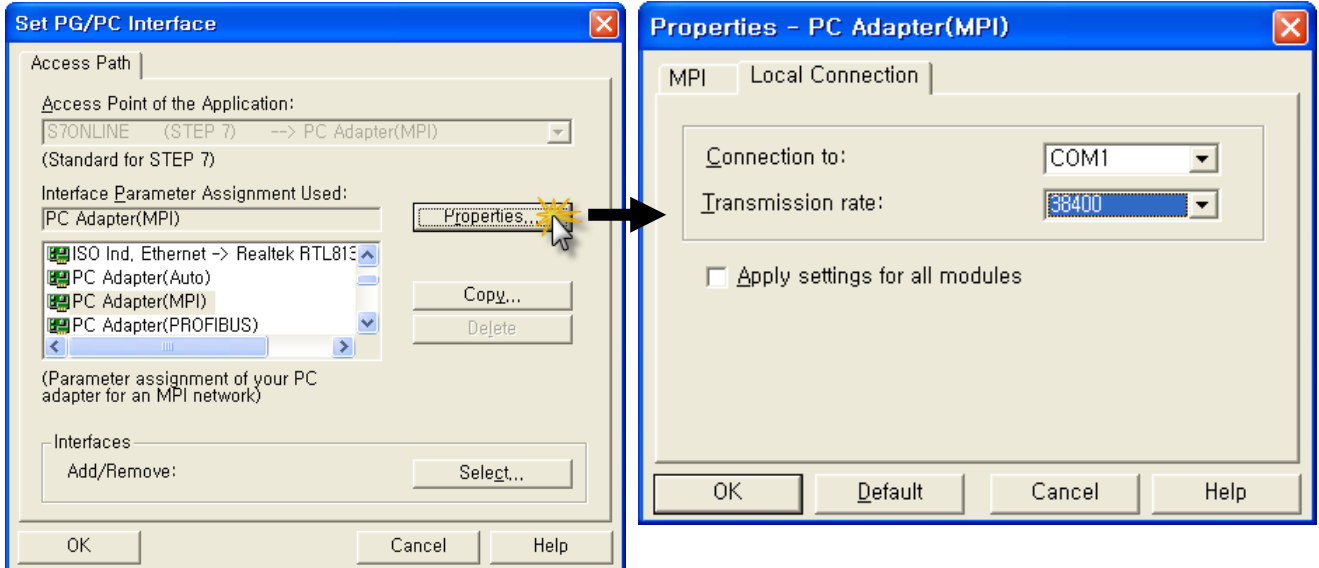 Set PG/PC Interface
Access Path
Access Point of the Application:
S7ONLINE (STEP 7) --> PC Adapter(MPI)
(Standard for STEP 7)
Interface Parameter Assignment Used:
PC Adapter(MPI)
Properties...
ISO Ind, Ethernet -> Realtek RTL813
PC Adapter(Auto)
PC Adapter(MPI)
PC Adapter(PROFIBUS)
Copy...
Delete
(Parameter assignment of your PC
adapter for an MPI network)
Interfaces
Add/Remove:
Select...
OK
Cancel
Help
Properties - PC Adapter(MPI)
MPI
Local Connection
Connection to:
COM1
Transmission rate:
38400
Apply settings for all modules
OK
Default
Cancel
Help